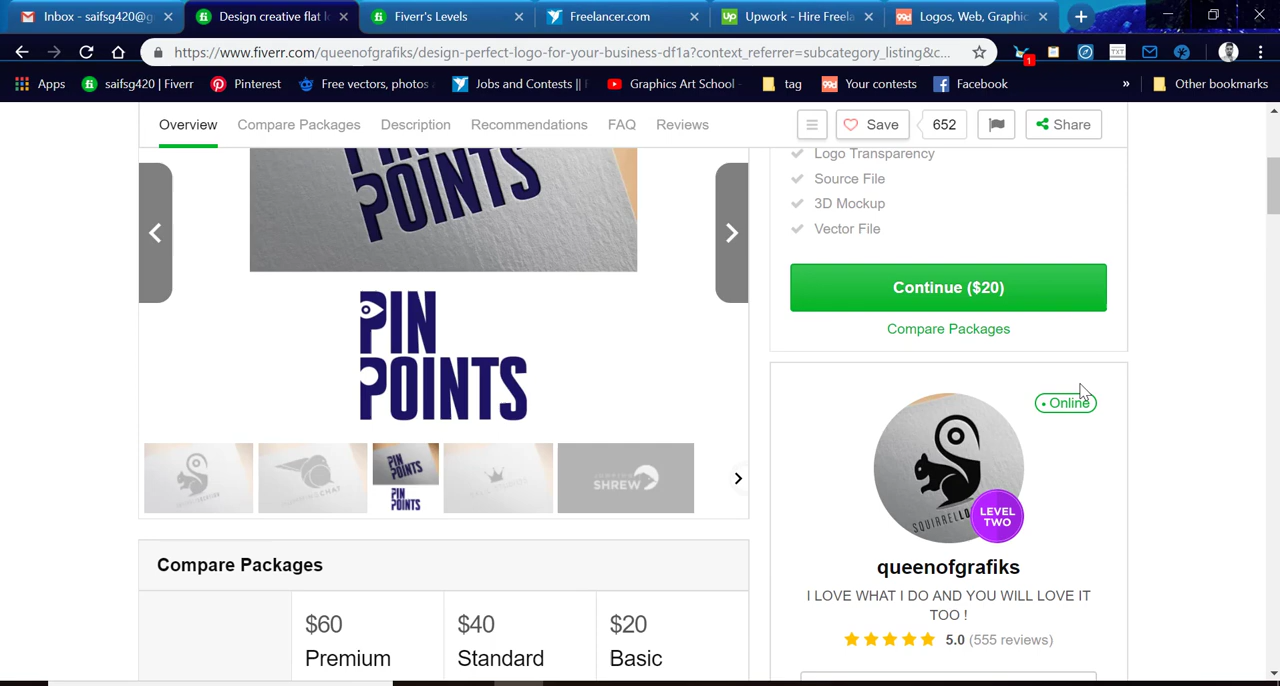 Inbox - saifsg420@g
Design creative flat l
Fiverr's Levels
Freelancer.com
Upwork - Hire Freela
Logos, Web, Graphic
https://www.fiverr.com/queenofgrafiks/design-perfect-logo-for-your-business-df1a?context_referrer=subcategory_listing&c...
1
TXT
Apps
saifsg420 | Fiverr
Pinterest
Free vectors, photos
Jobs and Contests ||
Graphics Art School -
tag
Your contests
Facebook
»
Other bookmarks
Overview
Compare Packages
Description
Recommendations
FAQ
Reviews
Save
652
Share
PIN
POINTS
Logo Transparency
Source File
3D Mockup
Vector File
Continue ($20)
Compare Packages
PIN
POINTS
• Online
LEVEL
TWO
PIN
POINTS
PIN
POINTS
SHREW
queenofgrafiks
I LOVE WHAT I DO AND YOU WILL LOVE IT
TOO !
5.0 (555 reviews)
Compare Packages
$60
Premium
$40
Standard
$20
Basic